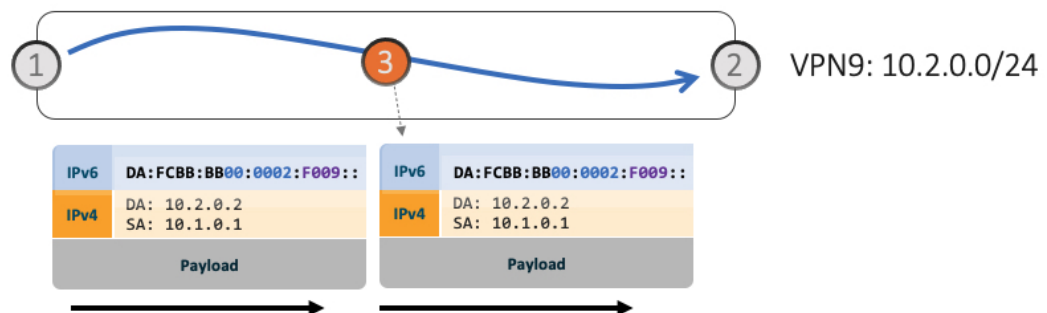 1
3
2
VPN9: 10.2.0.0/24
IPv6 DA:FCBB:BB00:0002:F009::
IPv4 DA: 10.2.0.2
SA: 10.1.0.1
Payload
IPv6 DA:FCBB:BB00:0002:F009::
IPv4 DA: 10.2.0.2
SA: 10.1.0.1
Payload